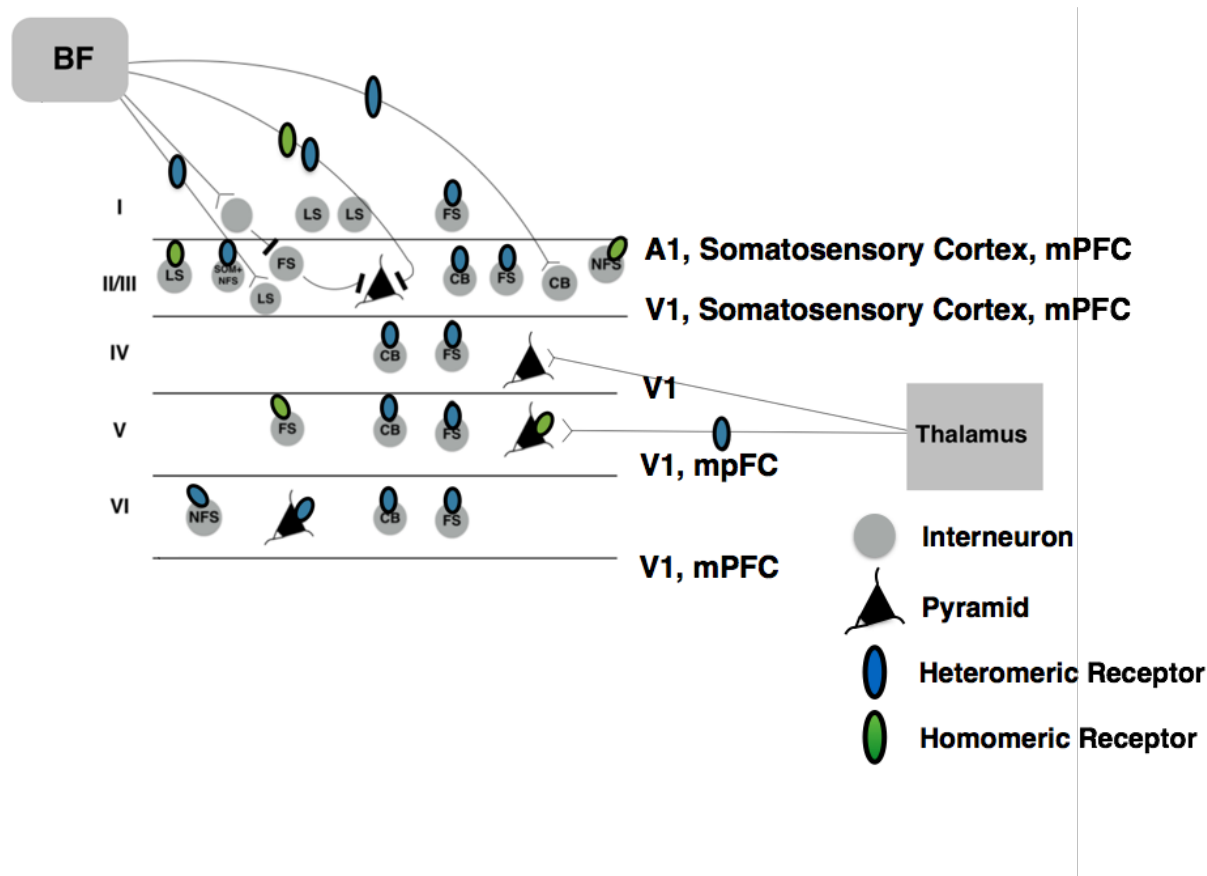 BF
I
LS
LS
FS
A1, Somatosensory Cortex, mPFC
LS
SOM+
NFS
FS
LS
CB
FS
CB
NFS
II/III
V1, Somatosensory Cortex, mPFC
IV
CB
FS
V1
V
FS
CB
FS
Thalamus
V1, mpFC
VI
NFS
CB
FS
V1, mPFC
Interneuron
Pyramid
Heteromeric Receptor
Homomeric Receptor